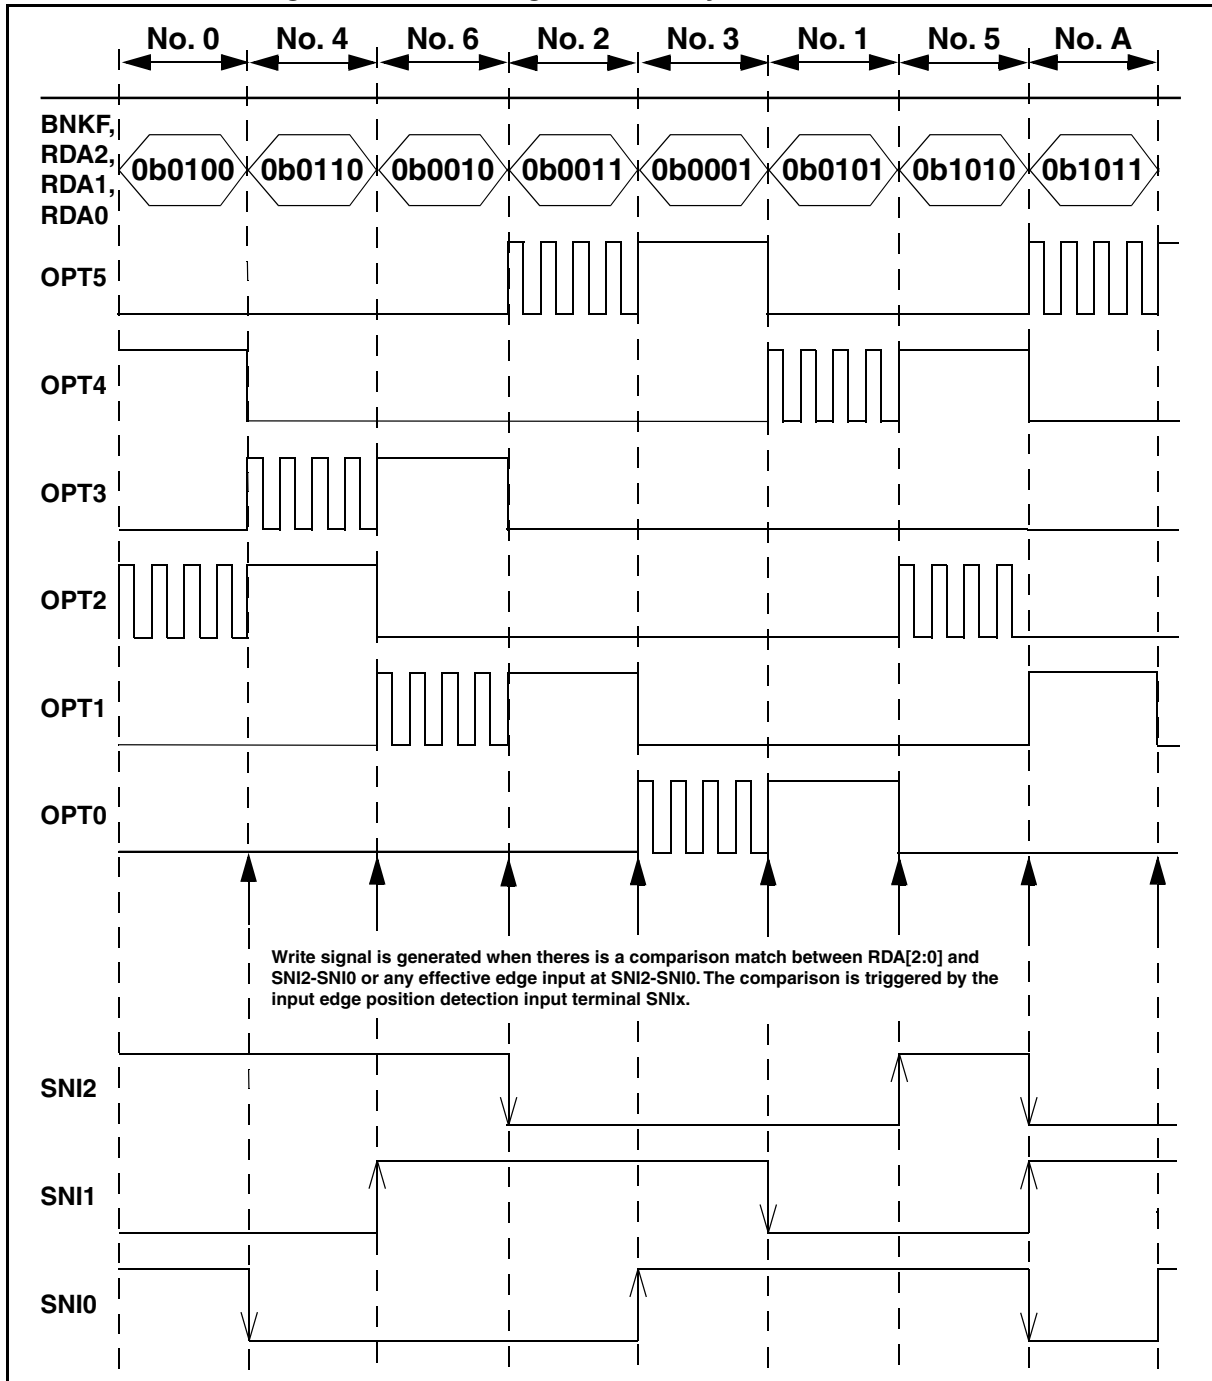 No. 0 No. 4 No. 6 No. 2 No. 3 No. 1 No. 5 No. A
BNKF,
RDA2,
RDA1,
RDA0
0b0100 0b0110 0b0010 0b0011 0b0001 0b0101 0b1010 0b1011
OPT5
OPT4
OPT3
OPT2
OPT1
OPT0
Write signal is generated when theres is a comparison match between RDA[2:0] and
SNI2-SNI0 or any effective edge input at SNI2-SNI0. The comparison is triggered by the
input edge position detection input terminal SNIx.
SNI2
SNI1
SNI0